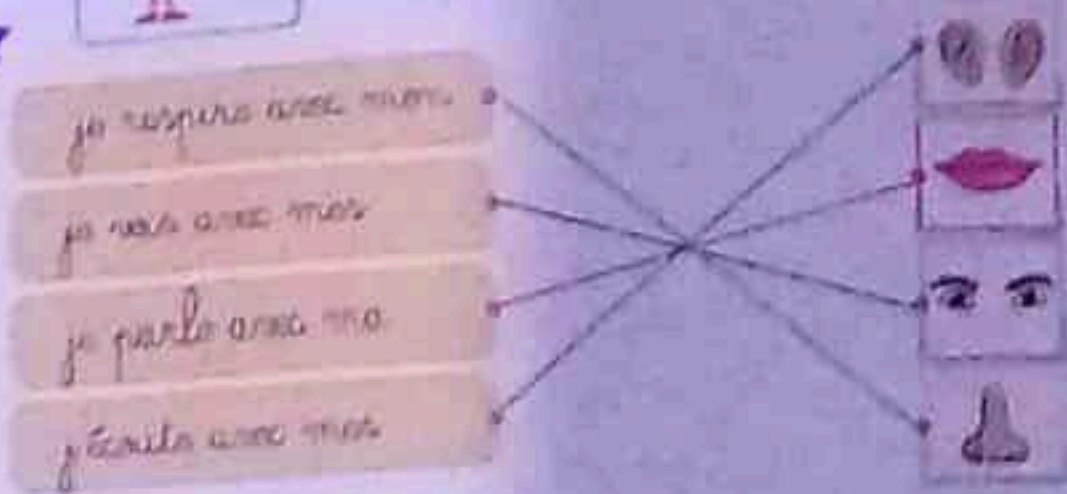 je respire avec mon
je vois avec mes
je parle avec ma
j'écoute avec mes